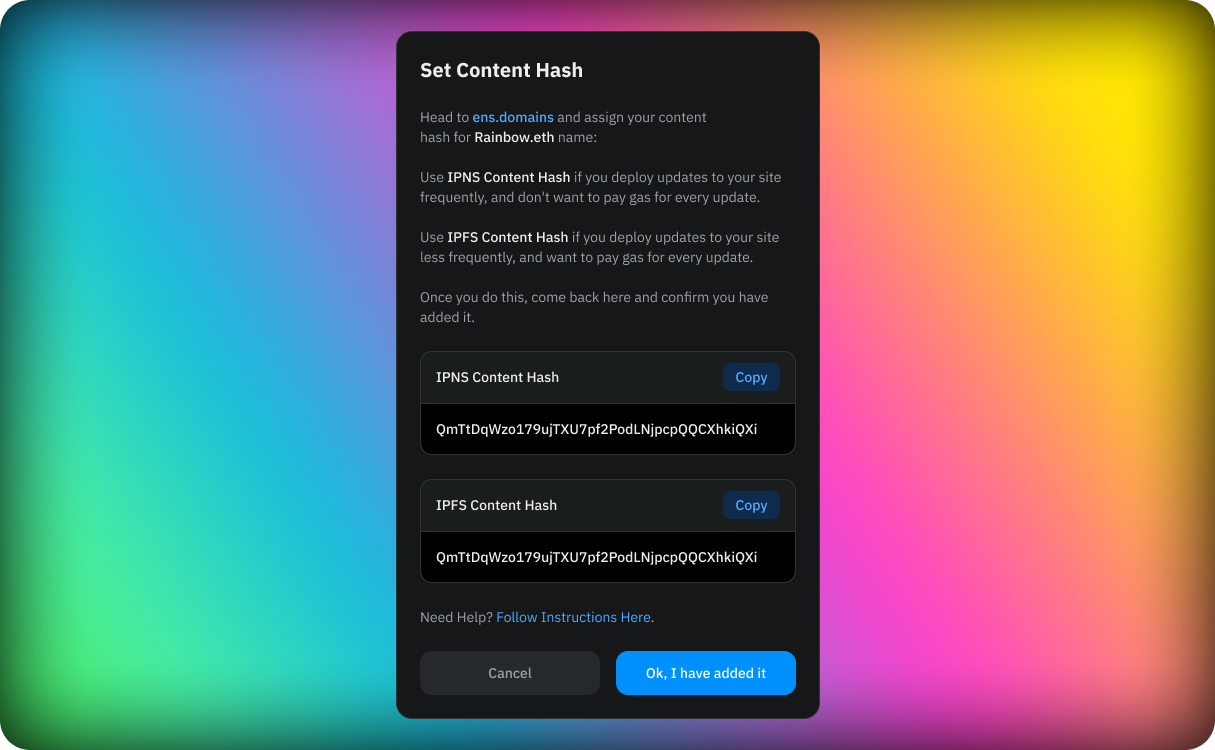 Set Content Hash
Head to ens.domains and assign your content
hash for Rainbow.eth name:
Use IPNS Content Hash if you deploy updates to your site
frequently, and don't want to pay gas for every update.
Use IPFS Content Hash if you deploy updates to your site
less frequently, and want to pay gas for every update.
Once you do this, come back here and confirm you have
added it.
IPNS Content Hash
Copy
QmTtDqWzo179ujTXU7pf2PodLNjpcpQQCXhkiQXi
IPFS Content Hash
Copy
QmTtDqWzo179ujTXU7pf2PodLNjpcpQQCXhkiQXi
Need Help? Follow Instructions Here.
Cancel
Ok, I have added it